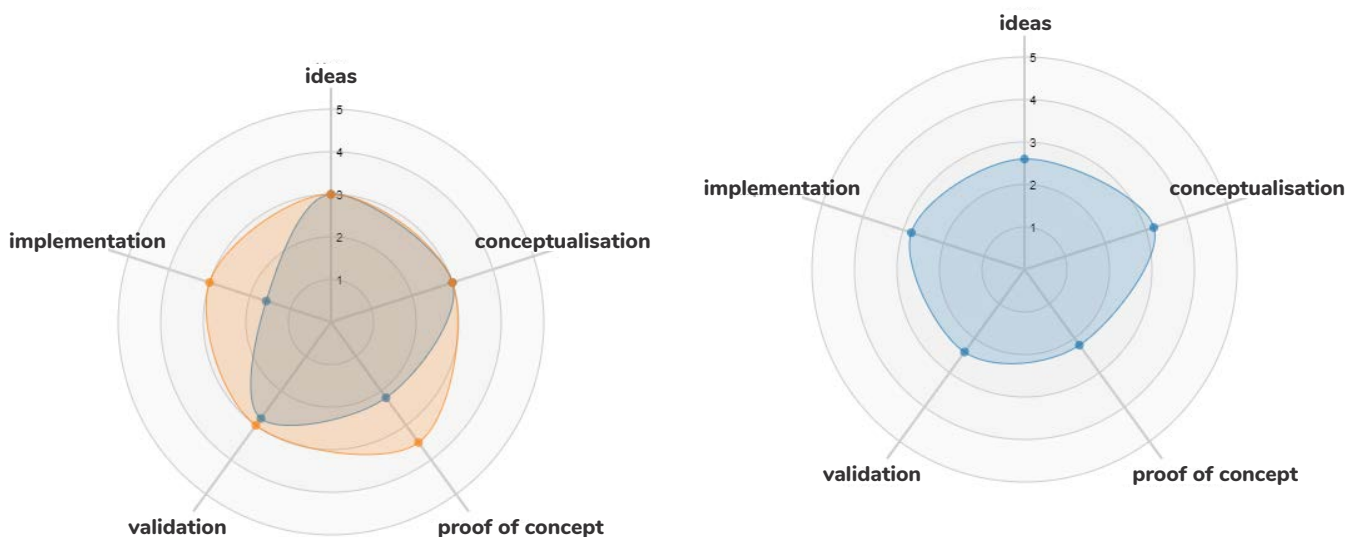 ideas
5
4
3
2
1
implementation
conceptualisation
validation
proof of concept
ideas
5
4
3
2
1
implementation
conceptualisation
validation
proof of concept